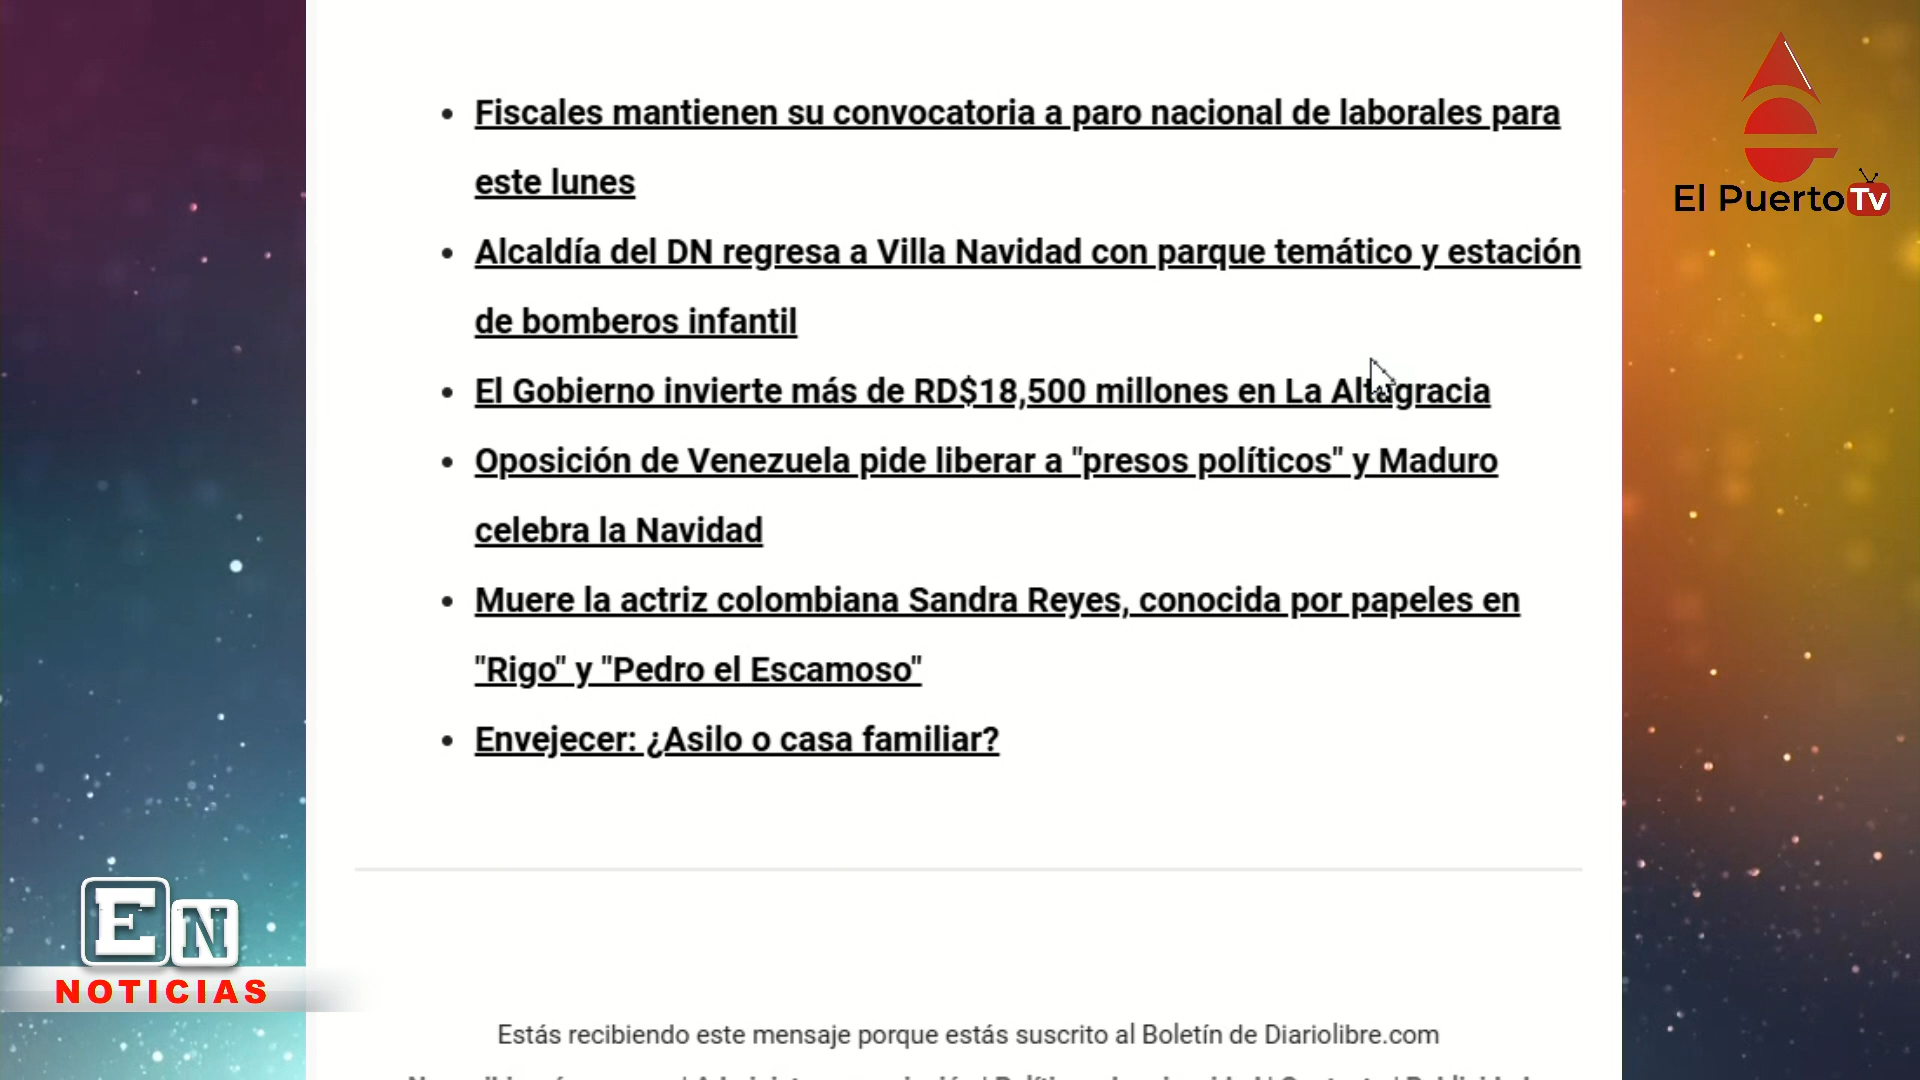 Fiscales mantienen su convocatoria a paro nacional de laborales para
este lunes
Alcaldía del DN regresa a Villa Navidad con parque temático y estación
de bomberos infantil
El Gobierno invierte más de RD$18,500 millones en La Altagracia
Oposición de Venezuela pide liberar a "presos políticos" y Maduro
celebra la Navidad
Muere la actriz colombiana Sandra Reyes, conocida por papeles en
"Rigo" y "Pedro el Escamoso"
Envejecer: ¿Asilo o casa familiar?
Estás recibiendo este mensaje porque estás suscrito al Boletín de Diariolibre.com
El Puerto Tv
EN
NOTICIAS